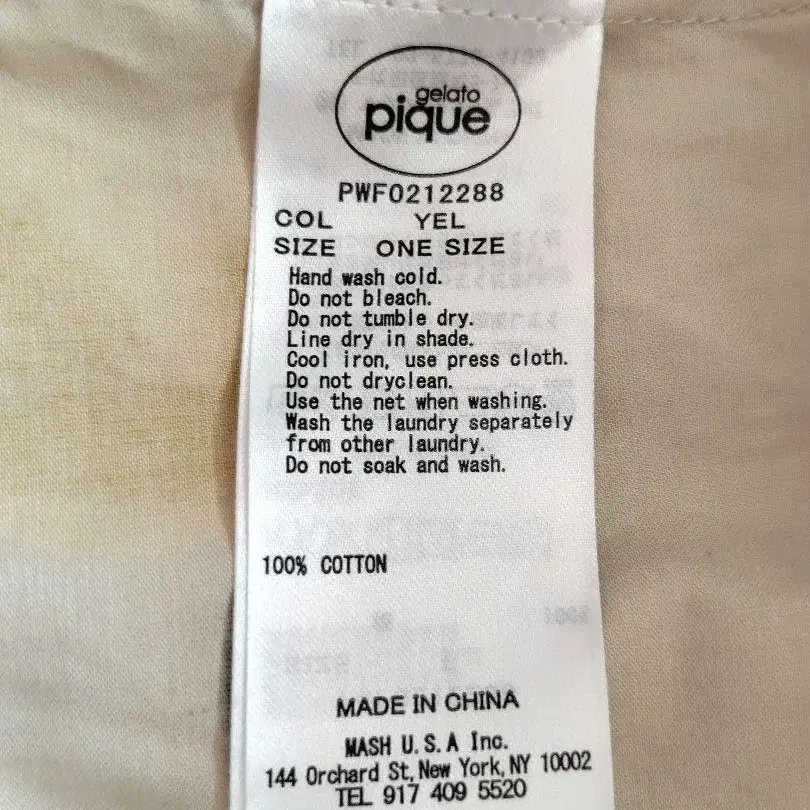 gelato
pique
PWF0212288
COL YEL
SIZE ONE SIZE
Hand wash cold.
Do not bleach.
Do not tumble dry.
Line dry in shade.
Cool iron, use press cloth.
Do not dryclean.
Use the net when washing.
Wash the laundry separately
from other laundry.
Do not soak and wash.
100% COTTON
MADE IN CHINA
MASH U.S.A Inc.
144 Orchard St, New York, NY 10002
TEL 917 409 5520